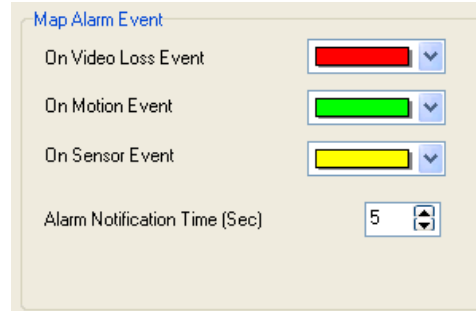 Map Alarm Event
On Video Loss Event
On Motion Event
On Sensor Event
Alarm Notification Time (Sec) 5